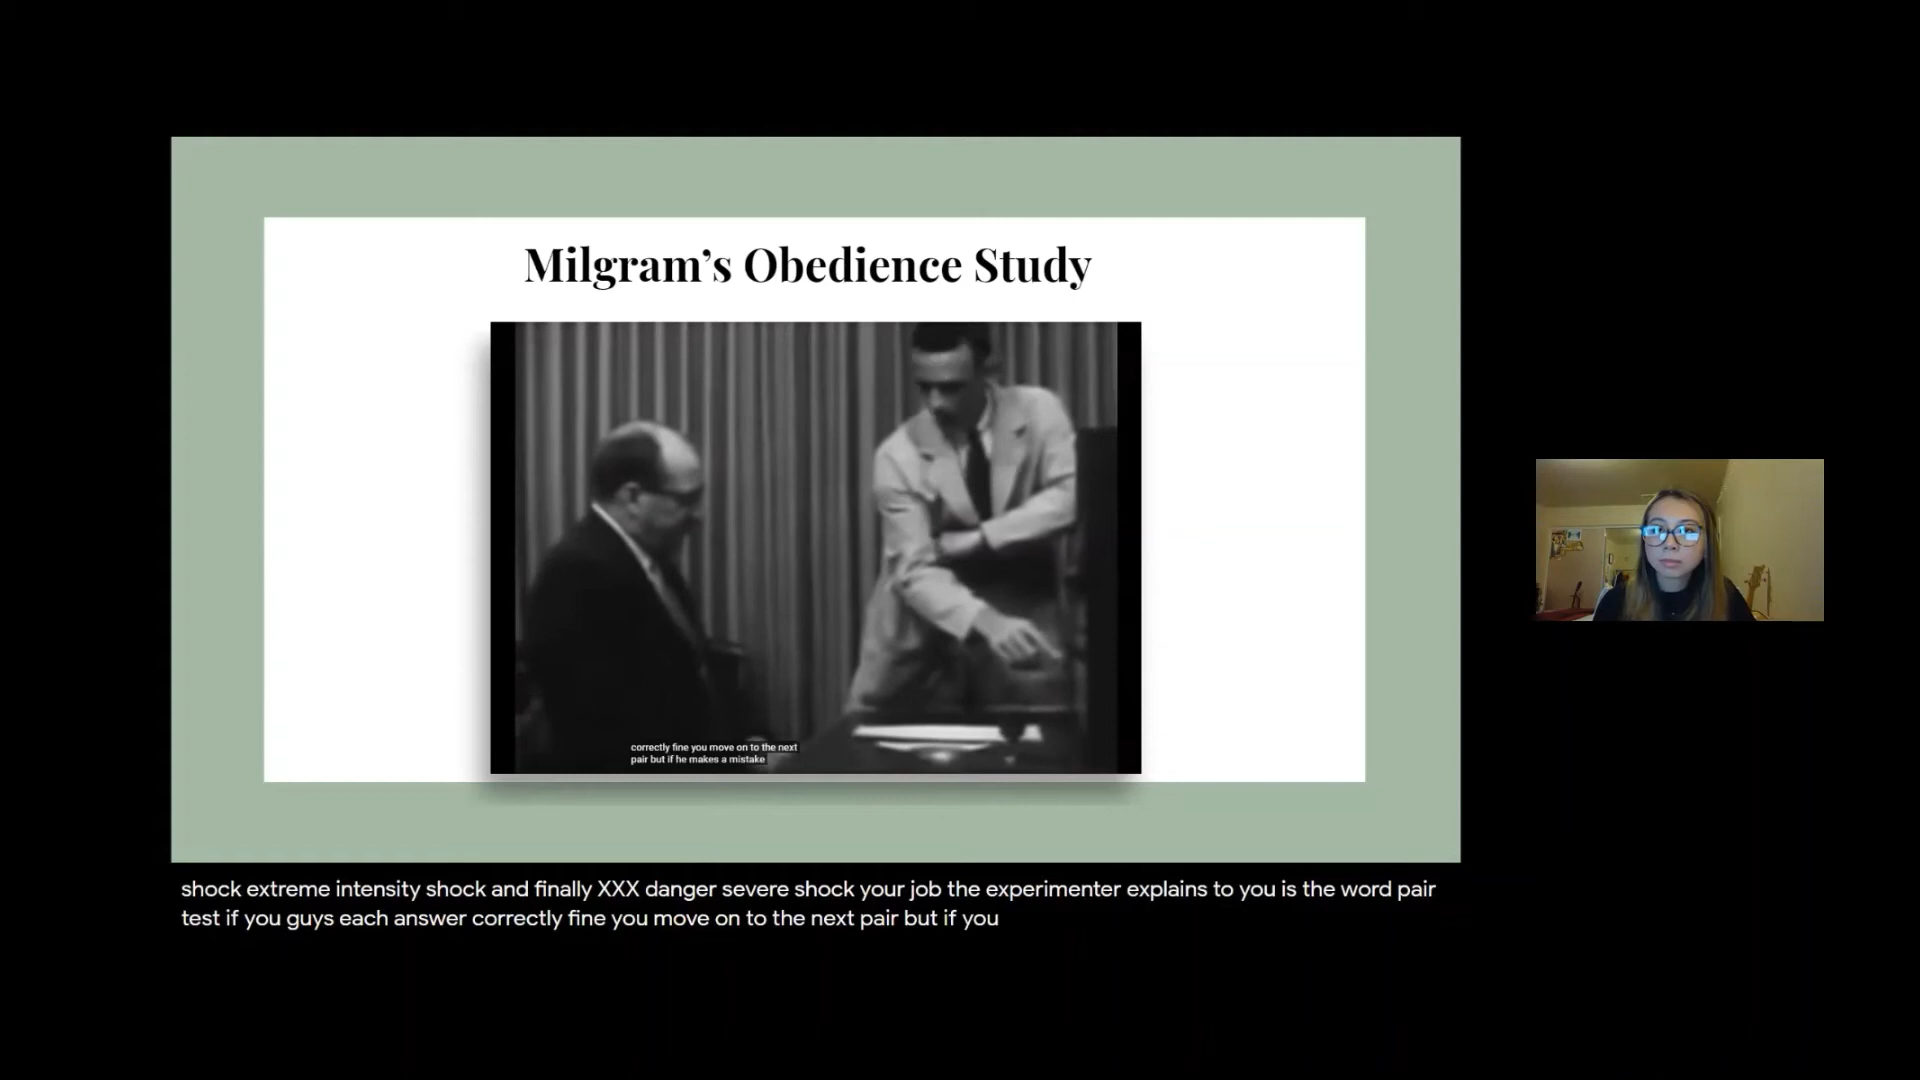 Milgram’s Obedience Study
correctly fine you move on to the next
pair but if he makes a mistake
shock extreme intensity shock and finally XXX danger severe shock your job the experimenter explains to you is the word pair
test if you guys each answer correctly fine you move on to the next pair but if you